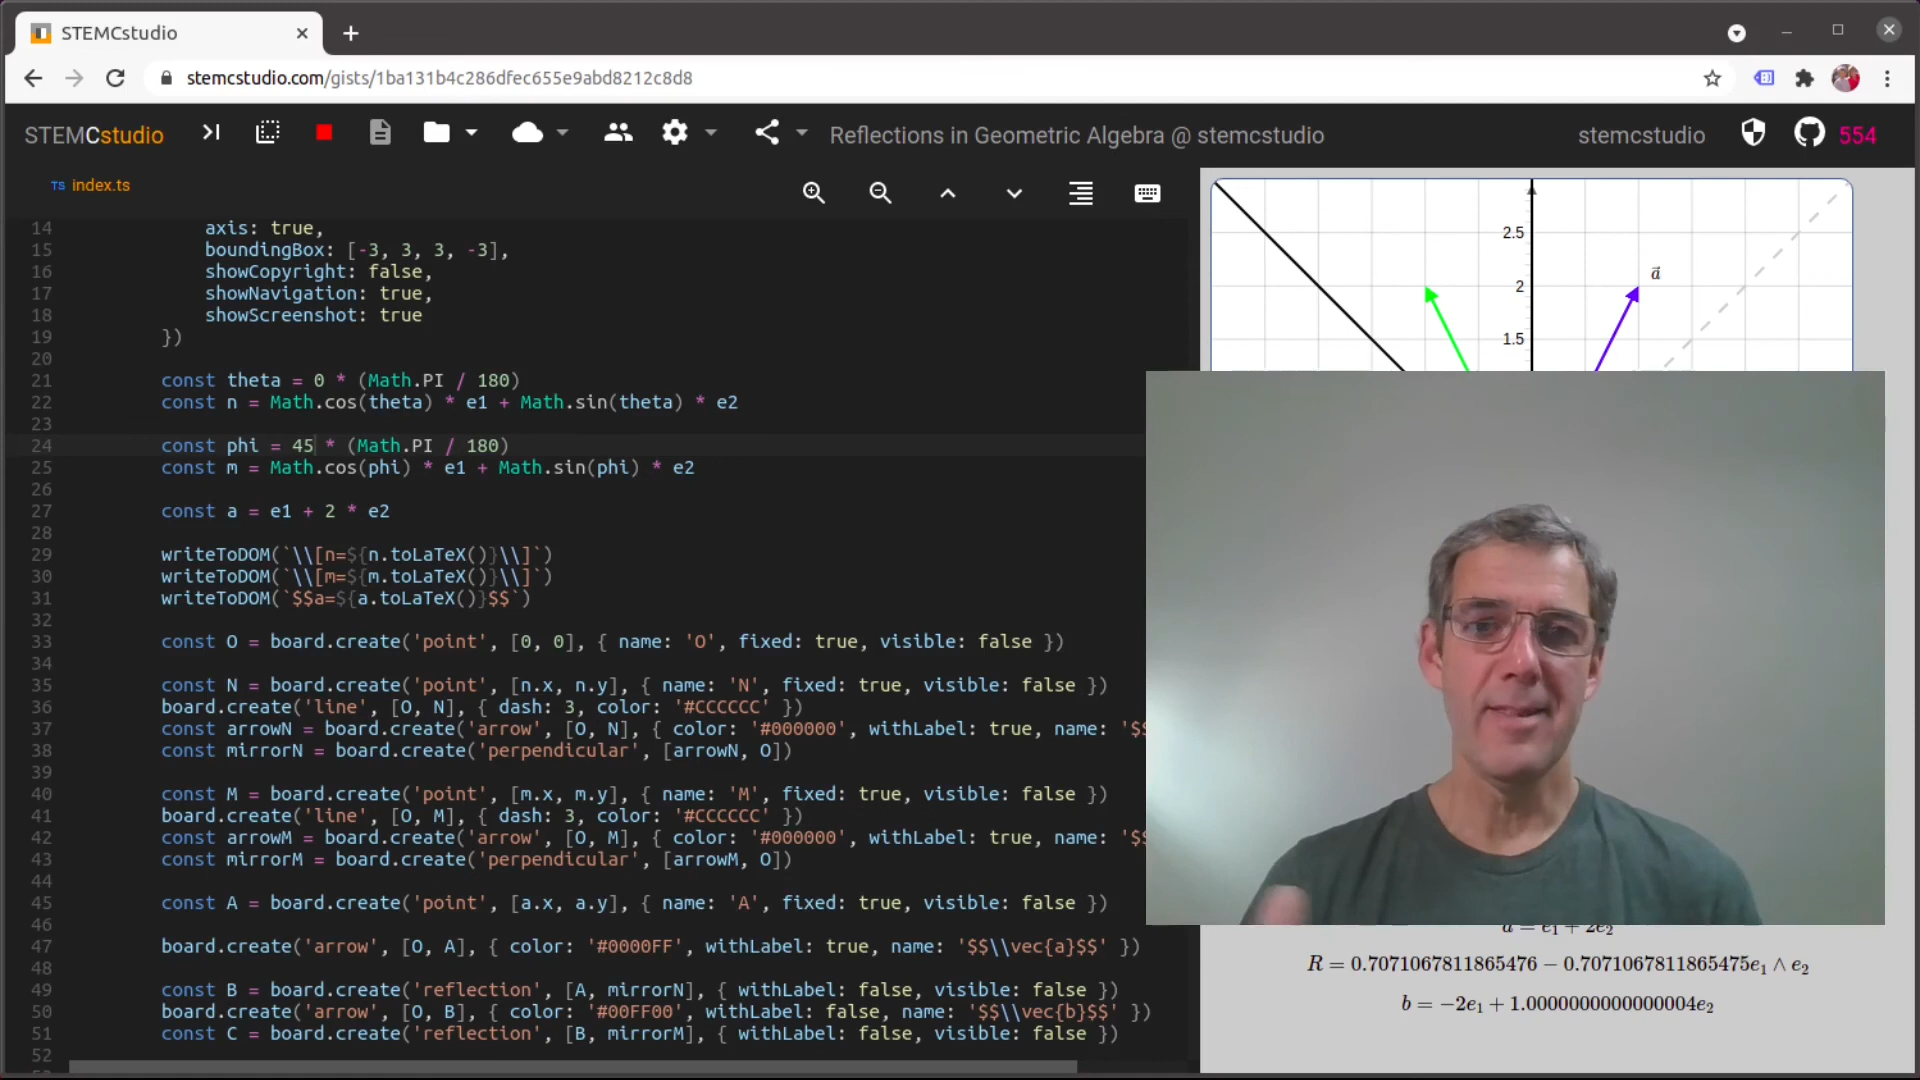 STEMCstudio
stemcstudio.com/gists/1ba131b4c286dfec655e9abd8212c8d8
STEMCstudio
Reflections in Geometric Algebra @ stemcstudio
stemcstudio
554
TS index.ts
14 axis: true,
15 boundingBox: [-3, 3, 3, -3],
16 showCopyright: false,
17 showNavigation: true,
18 showScreenshot: true
19 })
20
21 const theta = 0 * (Math.PI / 180)
22 const n = Math.cos(theta) * e1 + Math.sin(theta) * e2
23
24 const phi = 45 * (Math.PI / 180)
25 const m = Math.cos(phi) * e1 + Math.sin(phi) * e2
26
27 const a = e1 + 2 * e2
28
29 writeToDOM(`\\[n=${n.toLaTeX()}\\]`)
30 writeToDOM(`\\[m=${m.toLaTeX()}\\]`)
31 writeToDOM(`$$a=${a.toLaTeX()}$$`)
32
33 const O = board.create('point', [0, 0], { name: 'O', fixed: true, visible: false })
34
35 const N = board.create('point', [n.x, n.y], { name: 'N', fixed: true, visible: false })
36 board.create('line', [O, N], { dash: 3, color: '#CCCCCC' })
37 const arrowN = board.create('arrow', [O, N], { color: '#000000', withLabel: true, name: '$$
38 const mirrorN = board.create('perpendicular', [arrowN, O])
39
40 const M = board.create('point', [m.x, m.y], { name: 'M', fixed: true, visible: false })
41 board.create('line', [O, M], { dash: 3, color: '#CCCCCC' })
42 const arrowM = board.create('arrow', [O, M], { color: '#000000', withLabel: true, name: '$$
43 const mirrorM = board.create('perpendicular', [arrowM, O])
44
45 const A = board.create('point', [a.x, a.y], { name: 'A', fixed: true, visible: false })
46
47 board.create('arrow', [O, A], { color: '#0000FF', withLabel: true, name: '$$\\vec{a}$$' })
48
49 const B = board.create('reflection', [A, mirrorN], { withLabel: false, visible: false })
50 board.create('arrow', [O, B], { color: '#00FF00', withLabel: false, name: '$$\\vec{b}$$' })
51 const C = board.create('reflection', [B, mirrorM], { withLabel: false, visible: false })
52
2.5
a⃗
2
1.5
a = e₁ + 2e₂
R = 0.7071067811865476 − 0.7071067811865475e₁ ∧ e₂
b = −2e₁ + 1.0000000000000004e₂